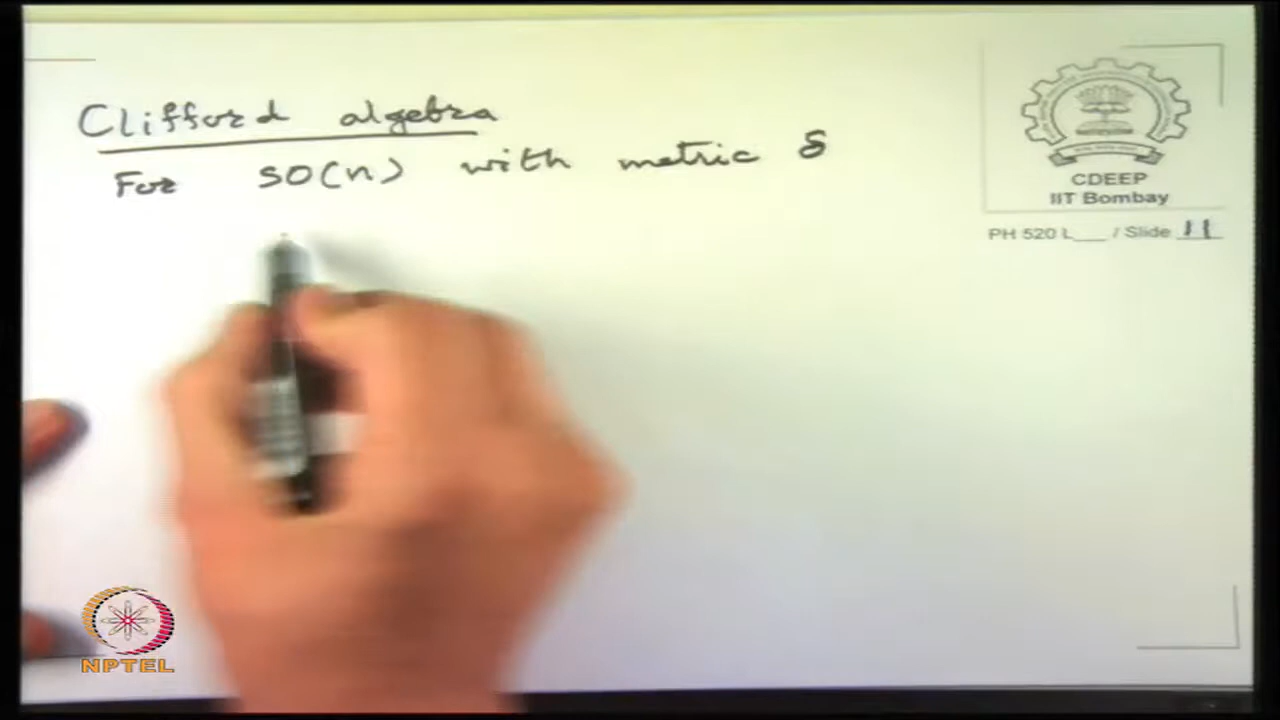 Clifford algebra
For SO(n) with metric δ
CDEEP
IIT Bombay
PH 520 L___ / Slide 11
NPTEL